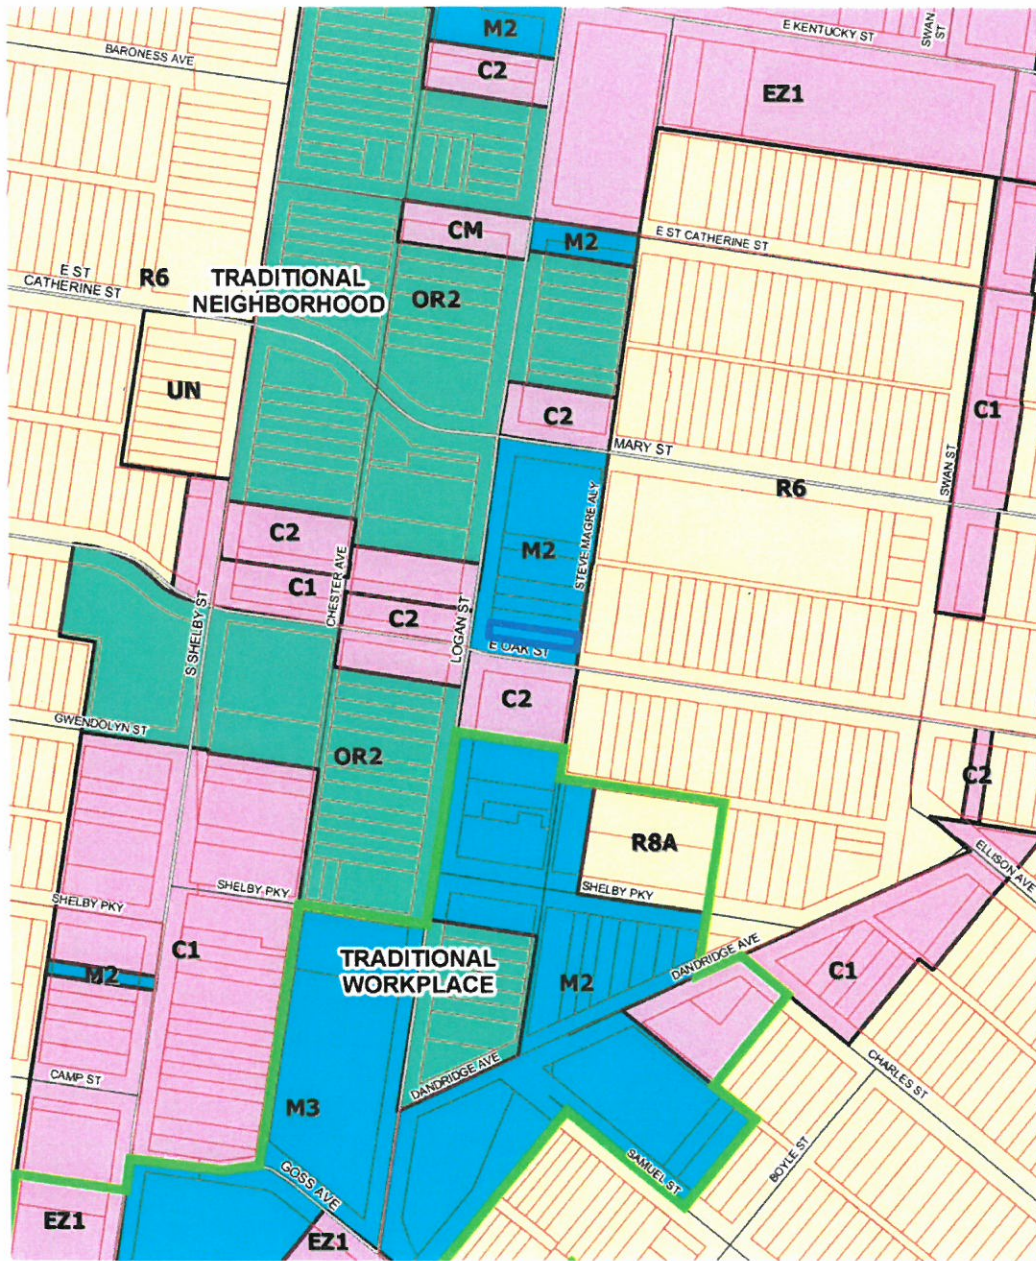 M2
E KENTUCKY ST
SWAN
ST
BARONESS AVE
C2
EZ1
CM
M2
E ST CATHERINE ST
E ST
CATHERINE ST
R6
TRADITIONAL
NEIGHBORHOOD
OR2
UN
C2
C1
MARY ST
SWAN ST
R6
STEVE MAGRE ALY
C2
M2
C1
CHESTER AVE
C2
LOGAN ST
S SHELBY ST
E OAK ST
C2
GWENDOLYN ST
OR2
C2
R8A
ELLISON AVE
SHELBY PKY
SHELBY PKY
SHELBY PKY
C1
TRADITIONAL
WORKPLACE
DANDRIDGE AVE
C1
M2
M2
CAMP ST
DANDRIDGE AVE
CHARLES ST
M3
BOYLE ST
GOSS AVE
SAMUEL ST
EZ1
EZ1